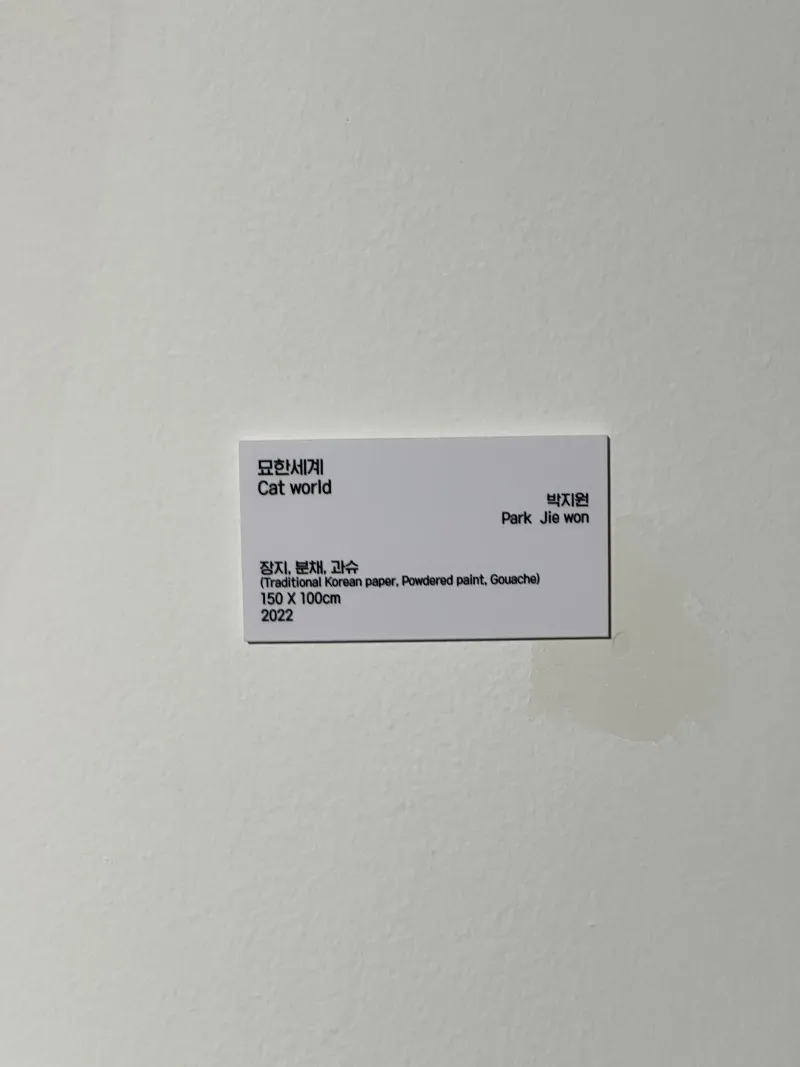 묘한세계
Cat world
박지원
Park Jie won
장지, 분채, 과슈
(Traditional Korean paper, Powdered paint, Gouache)
150 X 100cm
2022